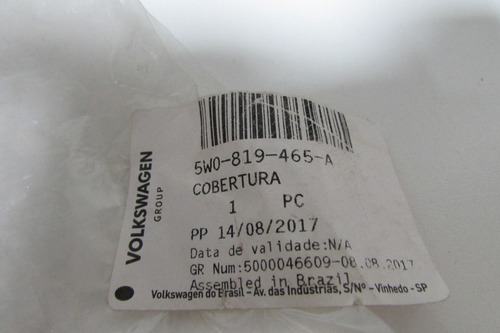 VOLKSWAGEN
GROUP
5W0-819-465-A
COBERTURA
1 PC
PP 14/08/2017
Data de validade:N/A
GR Num:5000046609-08.08.2017
Assembled in Brazil
Volkswagen do Brasil - Av. das Indústrias, S/Nº - Vinhedo - SP